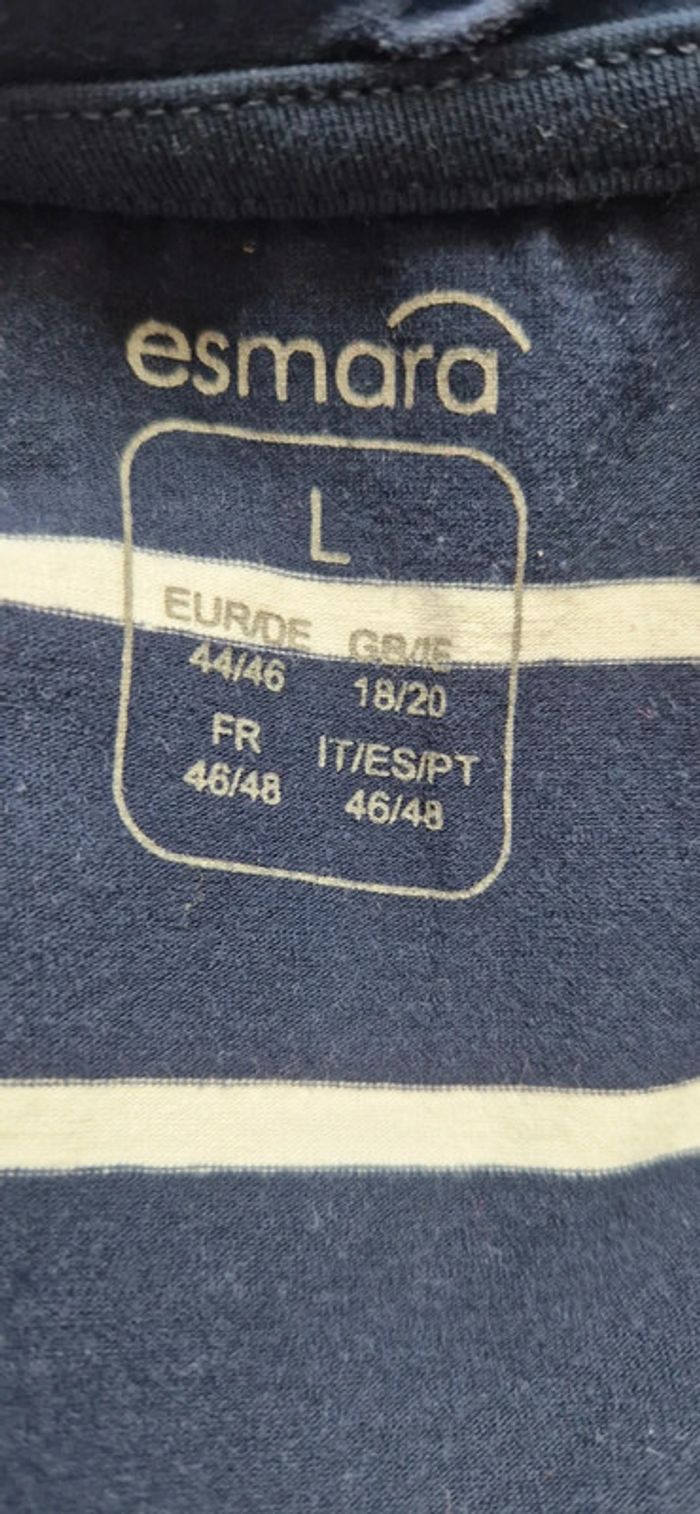 esmara
L
EUR/DE GB/IE
44/46 18/20
FR IT/ES/PT
46/48 46/48